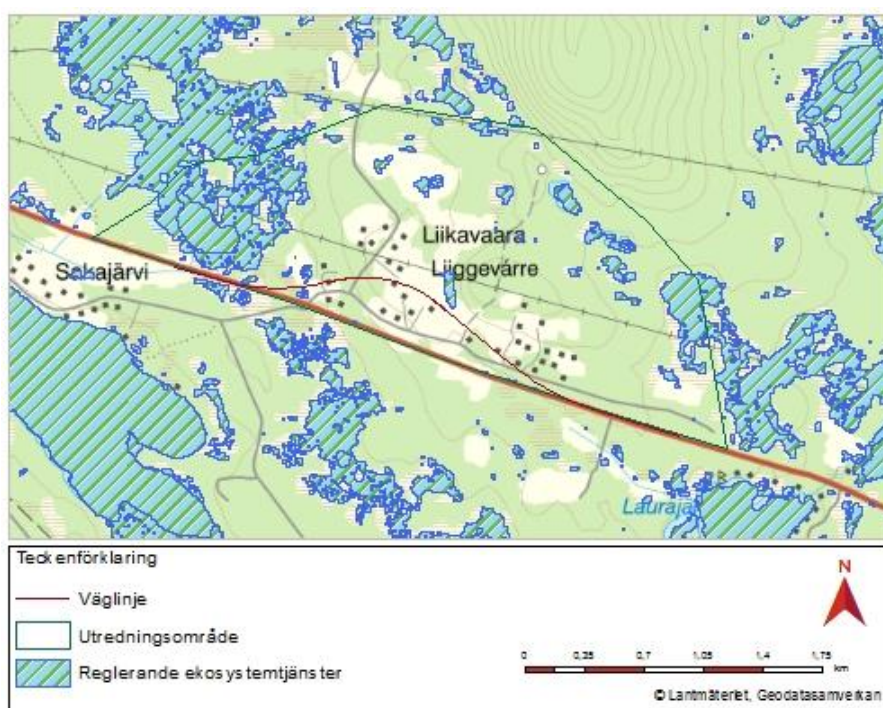 Liikavaara
Sakajärvi
Liiggevárre
Teckenförklaring
Väglinje
Utredningsområde
Reglerande ekosystemtjänster
N
0 0,35 0,7 1,05 1,4 1,75
km
© Lantmäteriet, Geodatasamverkan